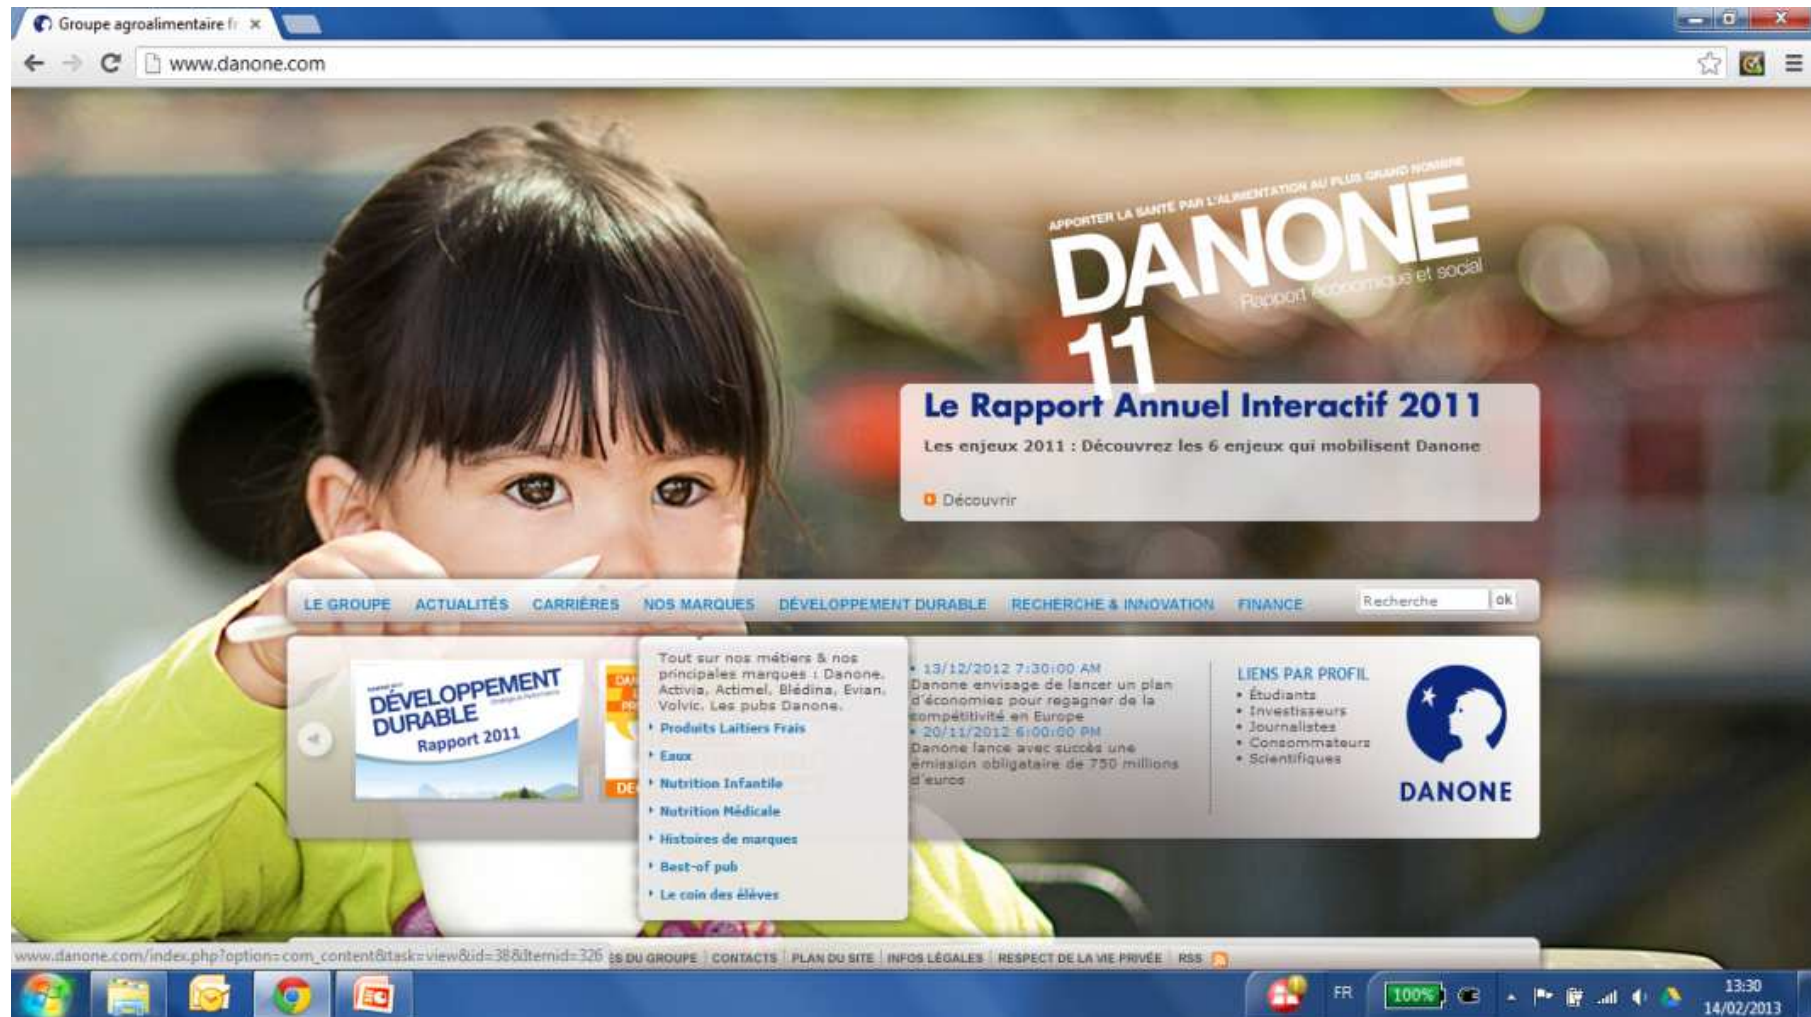 Groupe agroalimentaire fr
www.danone.com
APPORTER LA SANTÉ PAR L'ALIMENTATION AU PLUS GRAND NOMBRE
DANONE
Rapport économique et social
11
Le Rapport Annuel Interactif 2011
Les enjeux 2011 : Découvrez les 6 enjeux qui mobilisent Danone
Découvrir
LE GROUPE ACTUALITÉS CARRIÈRES NOS MARQUES DÉVELOPPEMENT DURABLE RECHERCHE & INNOVATION FINANCE Recherche ok
DÉVELOPPEMENT
DURABLE
Rapport 2011
Tout sur nos métiers & nos
principales marques : Danone,
Activia, Actimel, Blédina, Evian,
Volvic. Les pubs Danone.
Produits Laitiers Frais
Eaux
Nutrition Infantile
Nutrition Médicale
Histoires de marques
Best-of pub
Le coin des élèves
• 13/12/2012 7:30:00 AM
Danone envisage de lancer un plan
d'économies pour regagner de la
compétitivité en Europe
• 20/11/2012 6:00:00 PM
Danone lance avec succès une
émission obligataire de 750 millions
d'euros
LIENS PAR PROFIL
• Étudiants
• Investisseurs
• Journalistes
• Consommateurs
• Scientifiques
DANONE
www.danone.com/index.php?option=com_content&task=view&id=38&Itemid=326
DU GROUPE CONTACTS PLAN DU SITE INFOS LÉGALES RESPECT DE LA VIE PRIVÉE RSS
FR 100% 13:30
14/02/2013